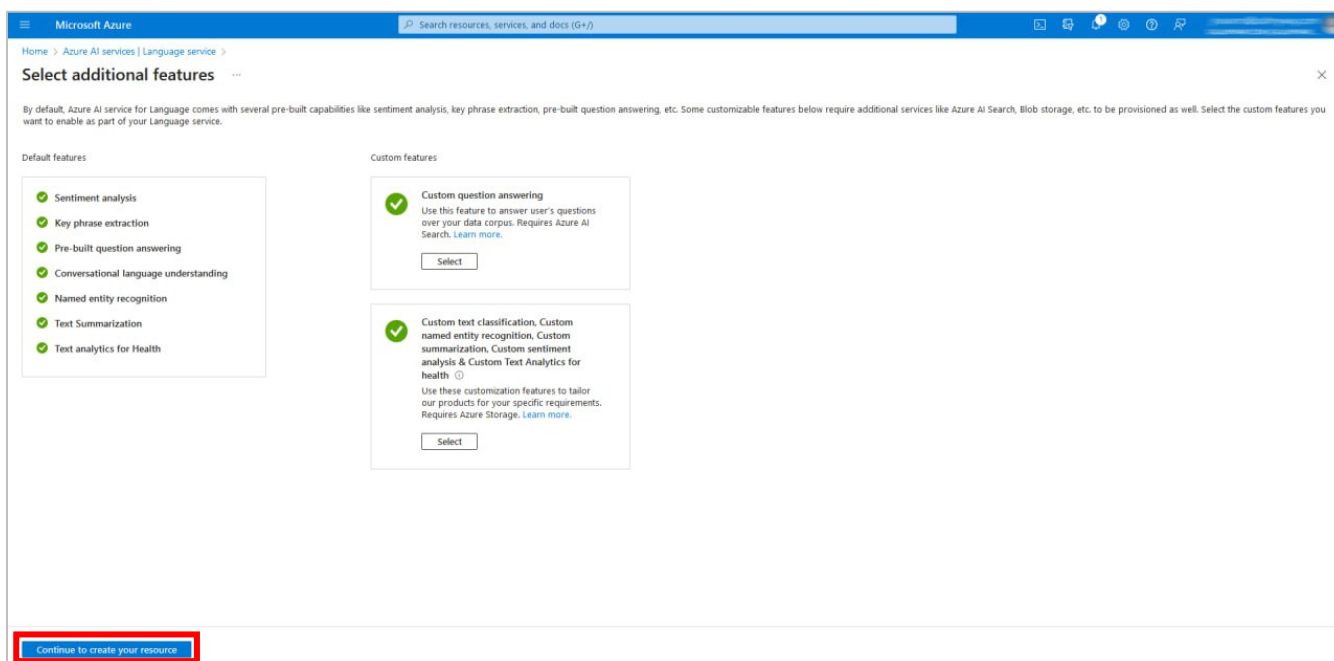 Microsoft Azure
Search resources, services, and docs (G+/)
1
Home > Azure AI services | Language service >
Select additional features ...
By default, Azure AI service for Language comes with several pre-built capabilities like sentiment analysis, key phrase extraction, pre-built question answering, etc. Some customizable features below require additional services like Azure AI Search, Blob storage, etc. to be provisioned as well. Select the custom features you
want to enable as part of your Language service.
Default features
Sentiment analysis
Key phrase extraction
Pre-built question answering
Conversational language understanding
Named entity recognition
Text Summarization
Text analytics for Health
Custom features
Custom question answering
Use this feature to answer user's questions
over your data corpus. Requires Azure AI
Search. Learn more.
Select
Custom text classification, Custom
named entity recognition, Custom
summarization, Custom sentiment
analysis & Custom Text Analytics for
health
Use these customization features to tailor
our products for your specific requirements.
Requires Azure Storage. Learn more.
Select
Continue to create your resource